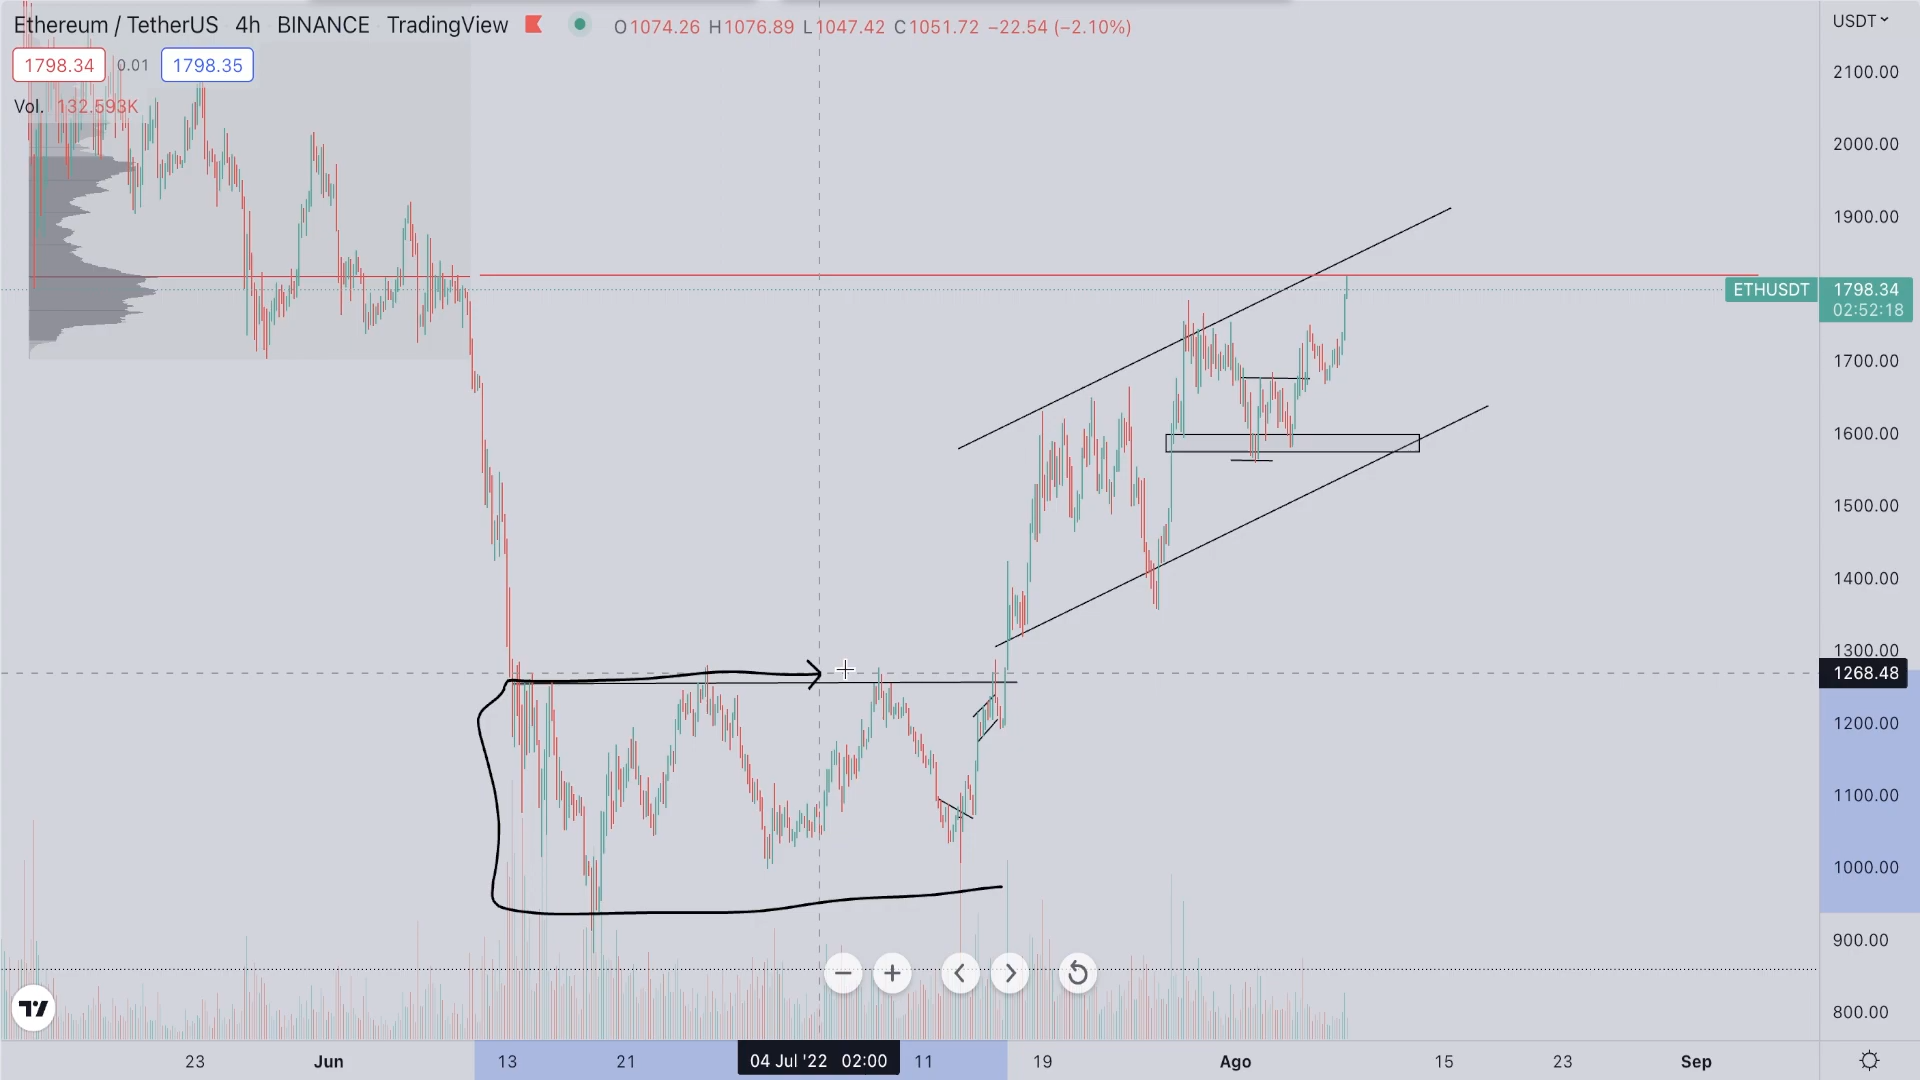 Ethereum / TetherUS 4h BINANCE TradingView O1074.26 H1076.89 L1047.42 C1051.72 −22.54 (−2.10%)
1798.34 0.01 1798.35
Vol. 132.593K
USDT
2100.00
2000.00
1900.00
ETHUSDT 1798.34
02:52:18
1700.00
1600.00
1500.00
1400.00
1300.00
1268.48
1200.00
1100.00
1000.00
900.00
800.00
23 Jun 13 21 04 Jul '22 02:00 11 19 Ago 15 23 Sep